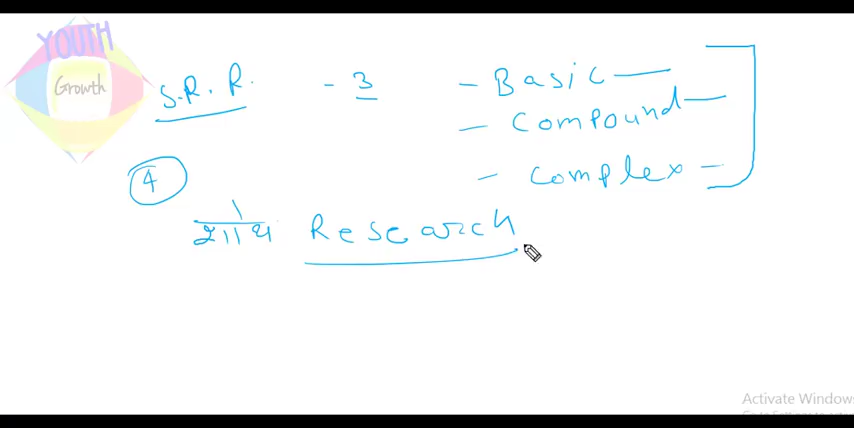 YOUTH
Growth
S.R.R. - 3 - Basic
- Compound
- Complex -
4
शोध Research
Activate Windows